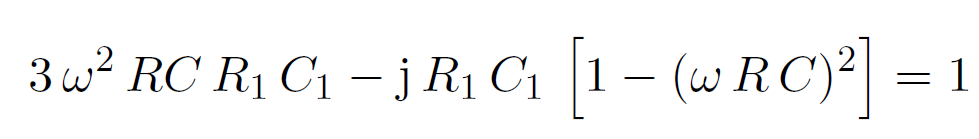 3 ω² RC R₁ C₁ − j R₁ C₁ [1 − (ω R C)²] = 1